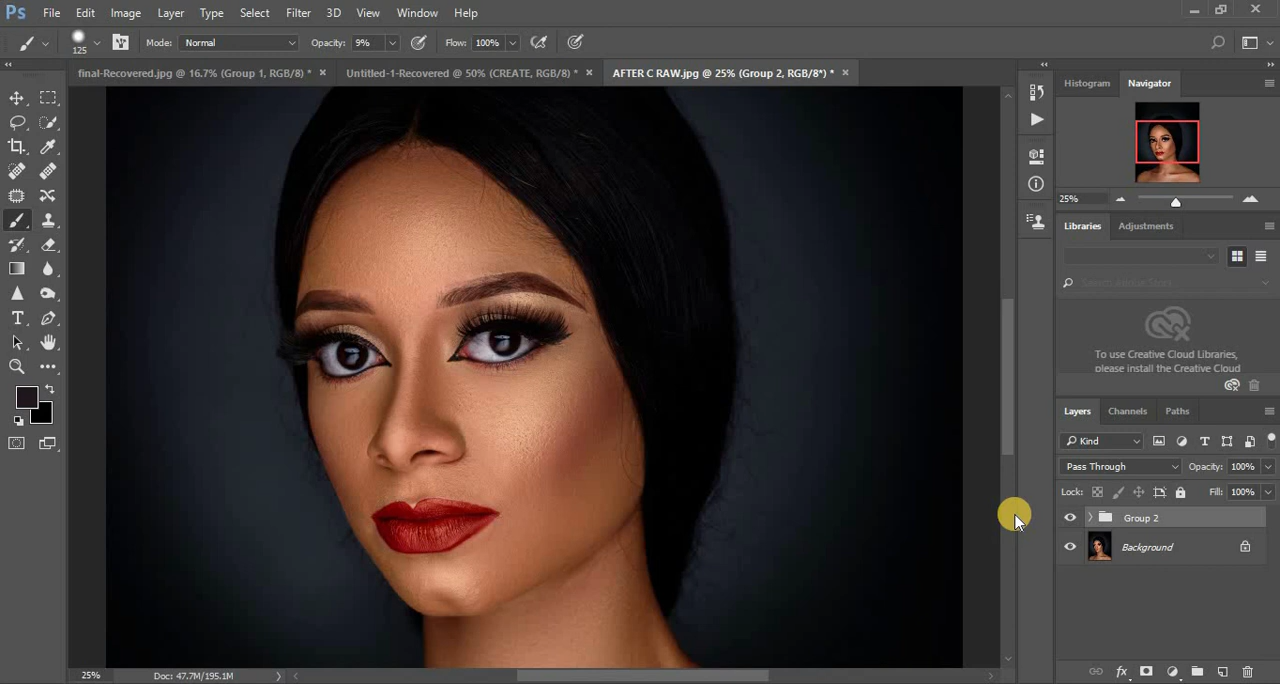 Ps File Edit Image Layer Type Select Filter 3D View Window Help
125 Mode: Normal Opacity: 9% Flow: 100%
final-Recovered.jpg @ 16.7% (Group 1, RGB/8) * × Untitled-1-Recovered @ 50% (CREATE, RGB/8) * × AFTER C RAW.jpg @ 25% (Group 2, RGB/8*) * ×
Histogram Navigator
25%
Libraries Adjustments
To use Creative Cloud Libraries,
please install the Creative Cloud
Layers Channels Paths
Kind
Pass Through Opacity: 100%
Lock: Fill: 100%
Group 2
Background
25% Doc: 47.7M/195.1M